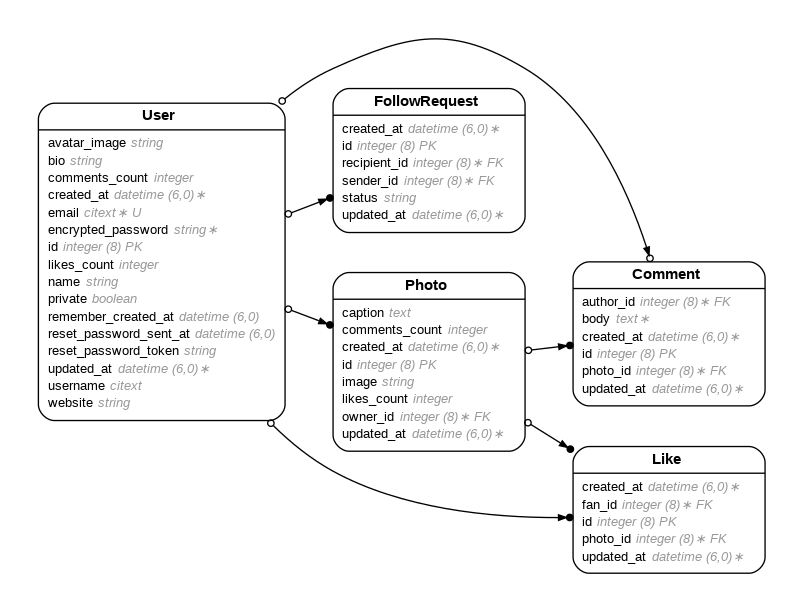 User
avatar_image string
bio string
comments_count integer
created_at datetime (6,0)∗
email citext∗ U
encrypted_password string∗
id integer (8) PK
likes_count integer
name string
private boolean
remember_created_at datetime (6,0)
reset_password_sent_at datetime (6,0)
reset_password_token string
updated_at datetime (6,0)∗
username citext
website string
FollowRequest
created_at datetime (6,0)∗
id integer (8) PK
recipient_id integer (8)∗ FK
sender_id integer (8)∗ FK
status string
updated_at datetime (6,0)∗
Photo
caption text
comments_count integer
created_at datetime (6,0)∗
id integer (8) PK
image string
likes_count integer
owner_id integer (8)∗ FK
updated_at datetime (6,0)∗
Comment
author_id integer (8)∗ FK
body text∗
created_at datetime (6,0)∗
id integer (8) PK
photo_id integer (8)∗ FK
updated_at datetime (6,0)∗
Like
created_at datetime (6,0)∗
fan_id integer (8)∗ FK
id integer (8) PK
photo_id integer (8)∗ FK
updated_at datetime (6,0)∗